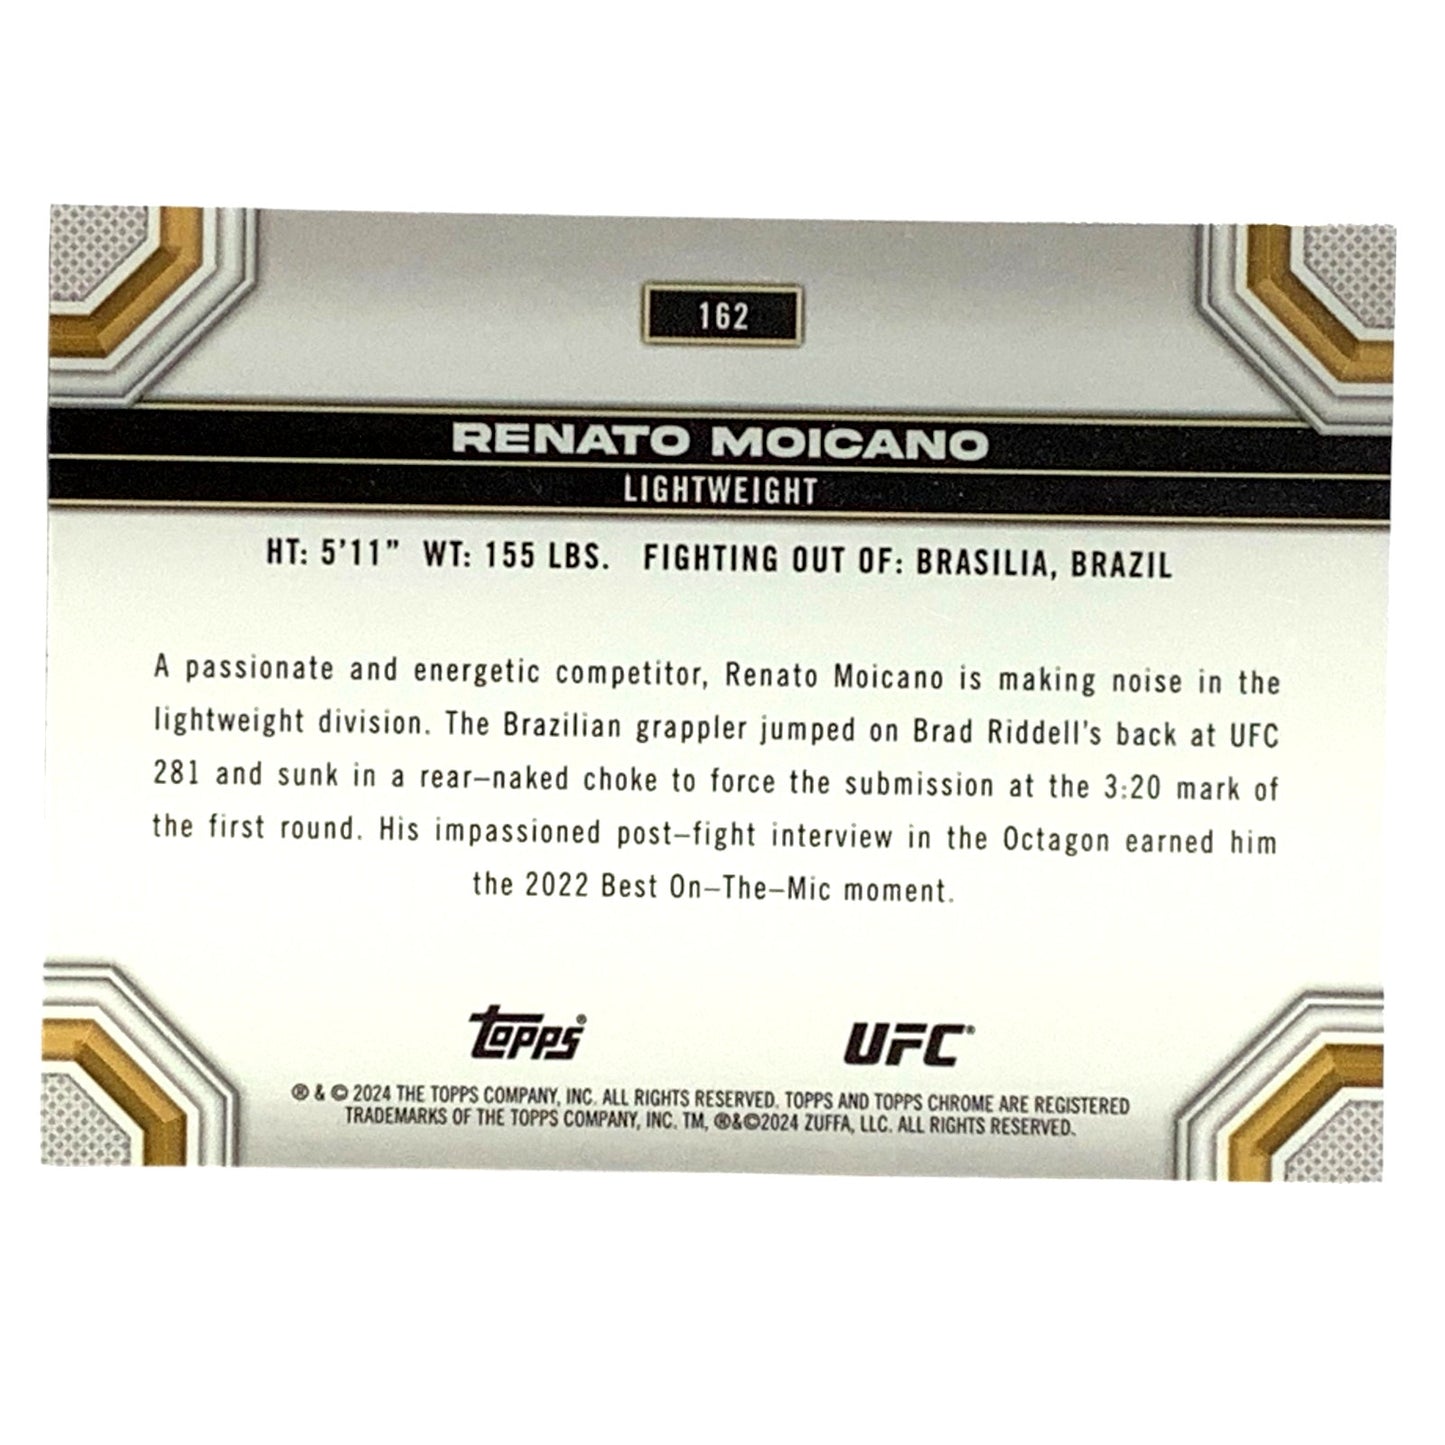 162
RENATO MOICANO
LIGHTWEIGHT
HT: 5'11" WT: 155 LBS. FIGHTING OUT OF: BRASILIA, BRAZIL
A passionate and energetic competitor, Renato Moicano is making noise in the
lightweight division. The Brazilian grappler jumped on Brad Riddell's back at UFC
281 and sunk in a rear–naked choke to force the submission at the 3:20 mark of
the first round. His impassioned post–fight interview in the Octagon earned him
the 2022 Best On–The–Mic moment.
Topps® UFC®
® & © 2024 THE TOPPS COMPANY, INC. ALL RIGHTS RESERVED. TOPPS AND TOPPS CHROME ARE REGISTERED
TRADEMARKS OF THE TOPPS COMPANY, INC. TM, ®&©2024 ZUFFA, LLC. ALL RIGHTS RESERVED.